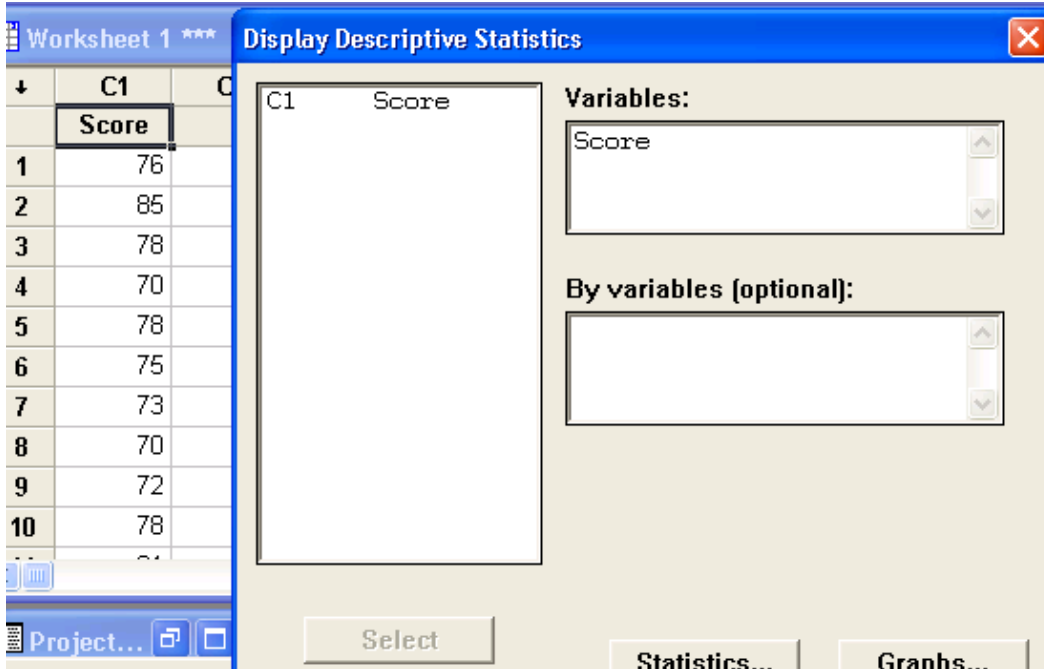 Worksheet 1 ***
↓ C1
Score
1 76
2 85
3 78
4 70
5 78
6 75
7 73
8 70
9 72
10 78
Project...
Display Descriptive Statistics
C1 Score
Variables:
Score
By variables (optional):
Select
Statistics...
Graphs...